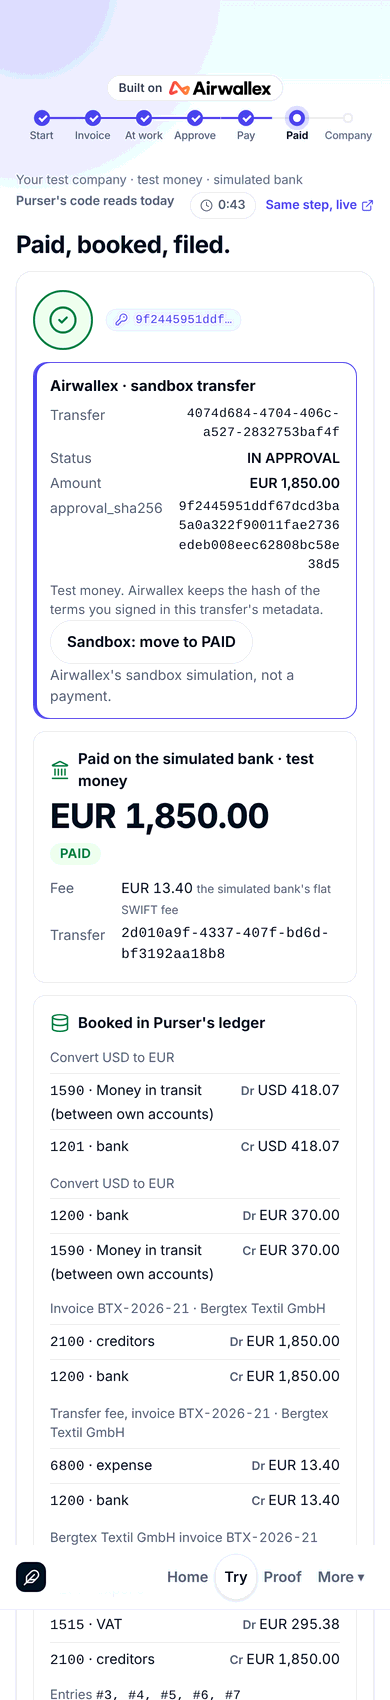 Built on Airwallex
Start Invoice At work Approve Pay Paid Company
Your test company · test money · simulated bank
Purser's code reads today 0:43 Same step, live
Paid, booked, filed.
9f2445951ddf…
Airwallex · sandbox transfer
Transfer 4074d684-4704-406c-
a527-2832753baf4f
Status IN APPROVAL
Amount EUR 1,850.00
approval_sha256 9f2445951ddf67dcd3ba
5a0a322f90011fae2736
edeb008eec62808bc58e
38d5
Test money. Airwallex keeps the hash of the
terms you signed in this transfer's metadata.
Sandbox: move to PAID
Airwallex's sandbox simulation, not a
payment.
Paid on the simulated bank · test
money
EUR 1,850.00
PAID
Fee EUR 13.40 the simulated bank's flat
SWIFT fee
Transfer 2d010a9f-4337-407f-bd6d-
bf3192aa18b8
Booked in Purser's ledger
Convert USD to EUR
1590 · Money in transit Dr USD 418.07
(between own accounts)
1201 · bank Cr USD 418.07
Convert USD to EUR
1200 · bank Dr EUR 370.00
1590 · Money in transit Cr EUR 370.00
(between own accounts)
Invoice BTX-2026-21 · Bergtex Textil GmbH
2100 · creditors Dr EUR 1,850.00
1200 · bank Cr EUR 1,850.00
Transfer fee, invoice BTX-2026-21 · Bergtex
Textil GmbH
6800 · expense Dr EUR 13.40
1200 · bank Cr EUR 13.40
Bergtex Textil GmbH invoice BTX-2026-21
Home Try Proof More ▾
1515 · VAT Dr EUR 295.38
2100 · creditors Cr EUR 1,850.00
Entries #3, #4, #5, #6, #7